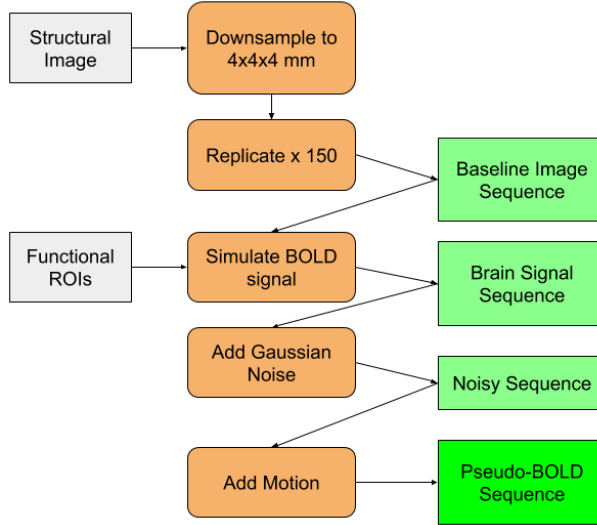 Structural
Image
Downsample to
4x4x4 mm
Replicate x 150
Baseline Image
Sequence
Functional
ROIs
Simulate BOLD
signal
Brain Signal
Sequence
Add Gaussian
Noise
Noisy Sequence
Add Motion
Pseudo-BOLD
Sequence